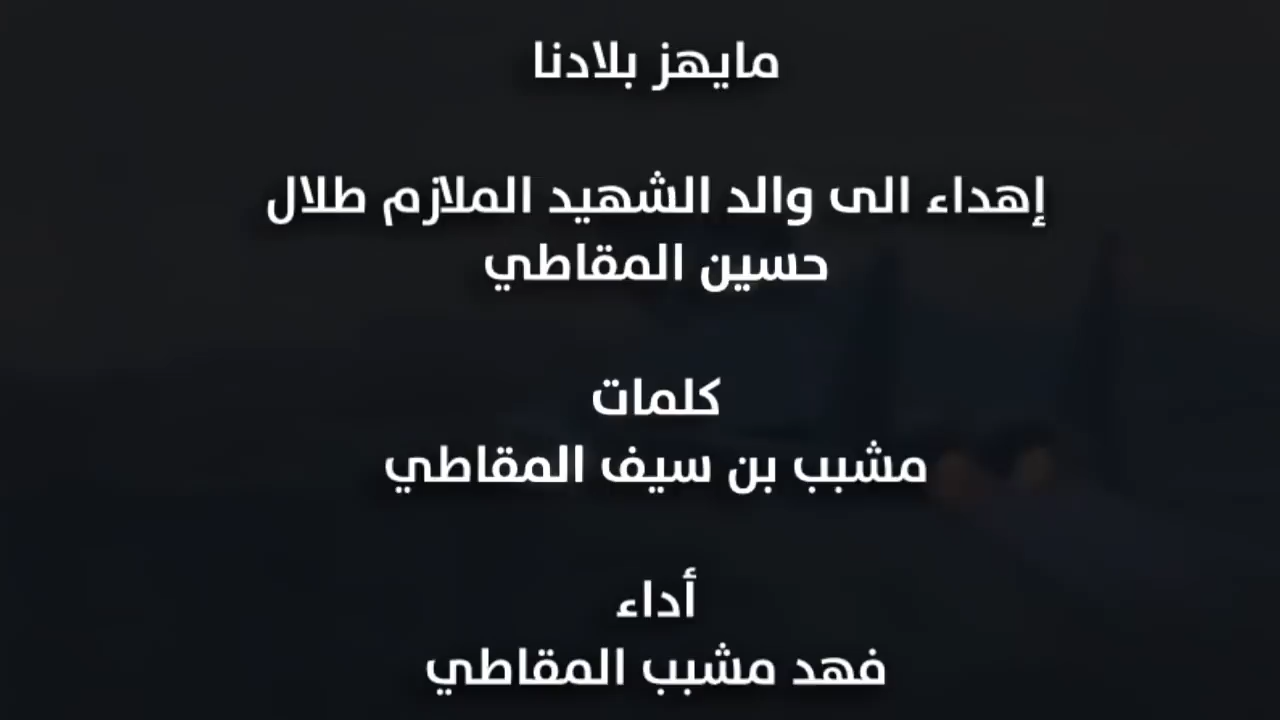 مايهز بلادنا
إهداء الى والد الشهيد الملازم طلال
حسين المقاطي
كلمات
مشبب بن سيف المقاطي
أداء
فهد مشبب المقاطي